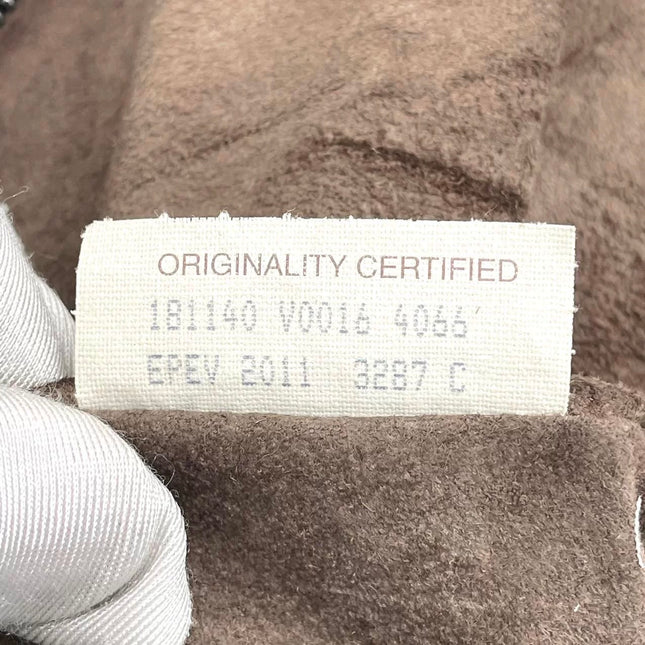 ORIGINALITY CERTIFIED
181140 V0016 4066'
EPEV 2011 3287 C